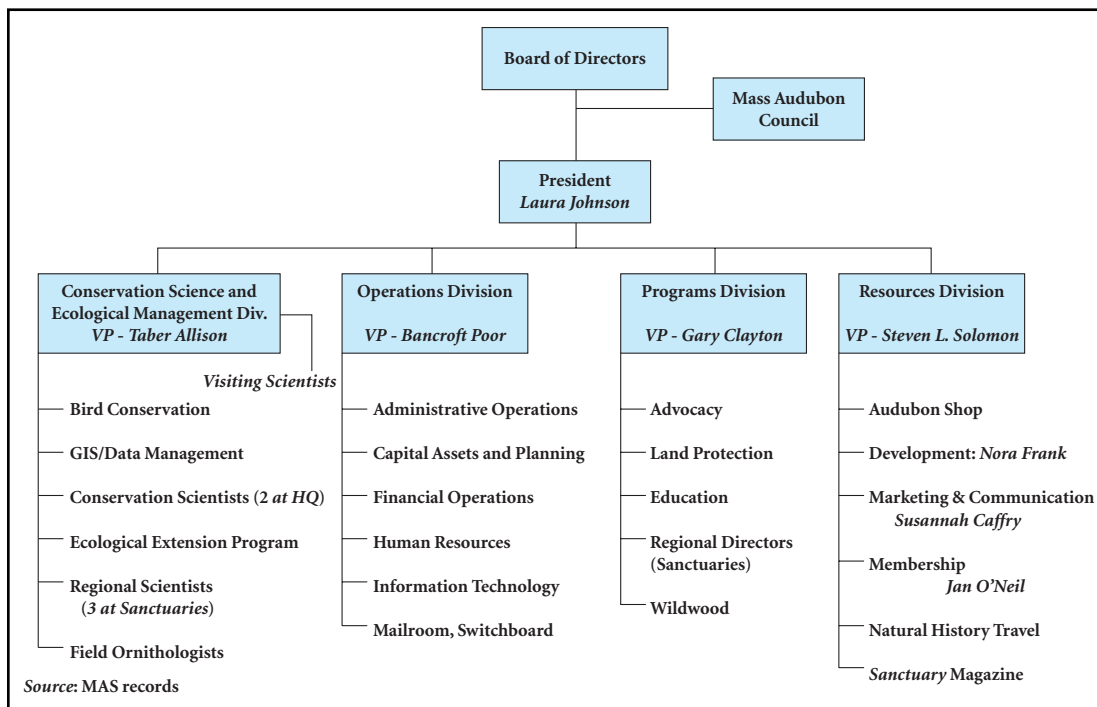 Board of Directors
Mass Audubon
Council
President
Laura Johnson
Conservation Science and
Ecological Management Div.
VP - Taber Allison
Visiting Scientists
Bird Conservation
GIS/Data Management
Conservation Scientists (2 at HQ)
Ecological Extension Program
Regional Scientists
(3 at Sanctuaries)
Field Ornithologists
Operations Division
VP - Bancroft Poor
Administrative Operations
Capital Assets and Planning
Financial Operations
Human Resources
Information Technology
Mailroom, Switchboard
Programs Division
VP - Gary Clayton
Advocacy
Land Protection
Education
Regional Directors
(Sanctuaries)
Wildwood
Resources Division
VP - Steven L. Solomon
Audubon Shop
Development: Nora Frank
Marketing & Communication
Susannah Caffry
Membership
Jan O'Neil
Natural History Travel
Sanctuary Magazine
Source: MAS records